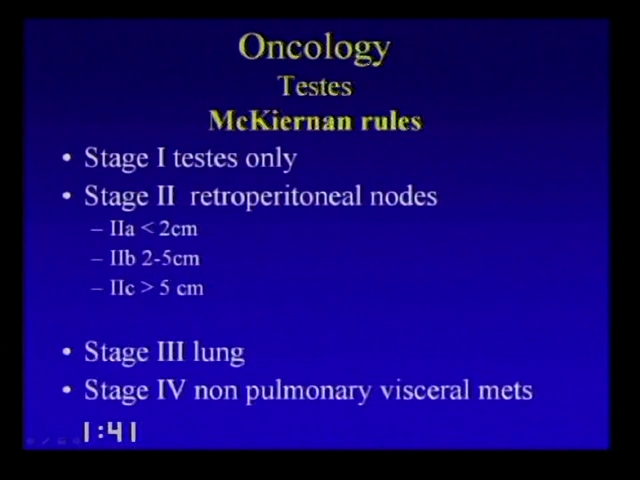 Oncology
Testes
McKiernan rules
• Stage I testes only
• Stage II retroperitoneal nodes
– IIa < 2cm
– IIb 2-5cm
– IIc > 5 cm
• Stage III lung
• Stage IV non pulmonary visceral mets
1:41